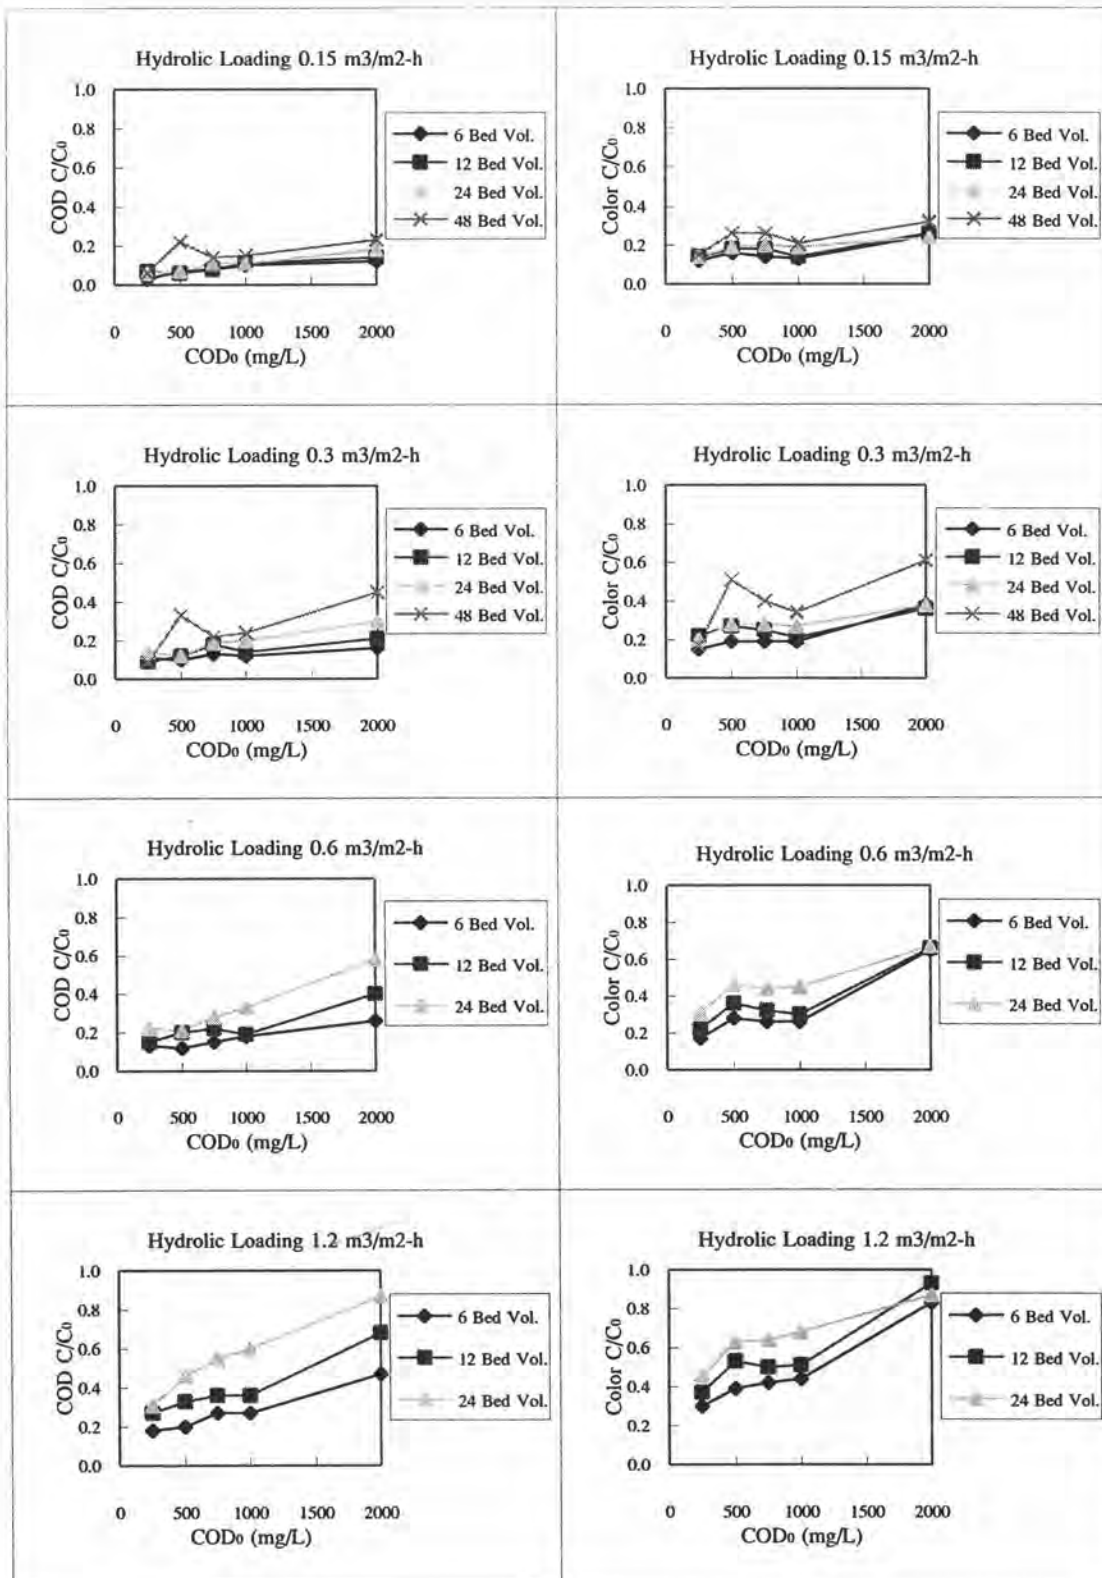 Hydrolic Loading 0.15 m3/m2-h
COD C/C0
1.0
0.8
0.6
0.4
0.2
0.0
0 500 1000 1500 2000
COD0 (mg/L)
6 Bed Vol.
12 Bed Vol.
24 Bed Vol.
48 Bed Vol.
Hydrolic Loading 0.15 m3/m2-h
Color C/C0
1.0
0.8
0.6
0.4
0.2
0.0
0 500 1000 1500 2000
COD0 (mg/L)
6 Bed Vol.
12 Bed Vol.
24 Bed Vol.
48 Bed Vol.
Hydrolic Loading 0.3 m3/m2-h
COD C/C0
1.0
0.8
0.6
0.4
0.2
0.0
0 500 1000 1500 2000
COD0 (mg/L)
6 Bed Vol.
12 Bed Vol.
24 Bed Vol.
48 Bed Vol.
Hydrolic Loading 0.3 m3/m2-h
Color C/C0
1.0
0.8
0.6
0.4
0.2
0.0
0 500 1000 1500 2000
COD0 (mg/L)
6 Bed Vol.
12 Bed Vol.
24 Bed Vol.
48 Bed Vol.
Hydrolic Loading 0.6 m3/m2-h
COD C/C0
1.0
0.8
0.6
0.4
0.2
0.0
0 500 1000 1500 2000
COD0 (mg/L)
6 Bed Vol.
12 Bed Vol.
24 Bed Vol.
Hydrolic Loading 0.6 m3/m2-h
Color C/C0
1.0
0.8
0.6
0.4
0.2
0.0
0 500 1000 1500 2000
COD0 (mg/L)
6 Bed Vol.
12 Bed Vol.
24 Bed Vol.
Hydrolic Loading 1.2 m3/m2-h
COD C/C0
1.0
0.8
0.6
0.4
0.2
0.0
0 500 1000 1500 2000
COD0 (mg/L)
6 Bed Vol.
12 Bed Vol.
24 Bed Vol.
Hydrolic Loading 1.2 m3/m2-h
Color C/C0
1.0
0.8
0.6
0.4
0.2
0.0
0 500 1000 1500 2000
COD0 (mg/L)
6 Bed Vol.
12 Bed Vol.
24 Bed Vol.